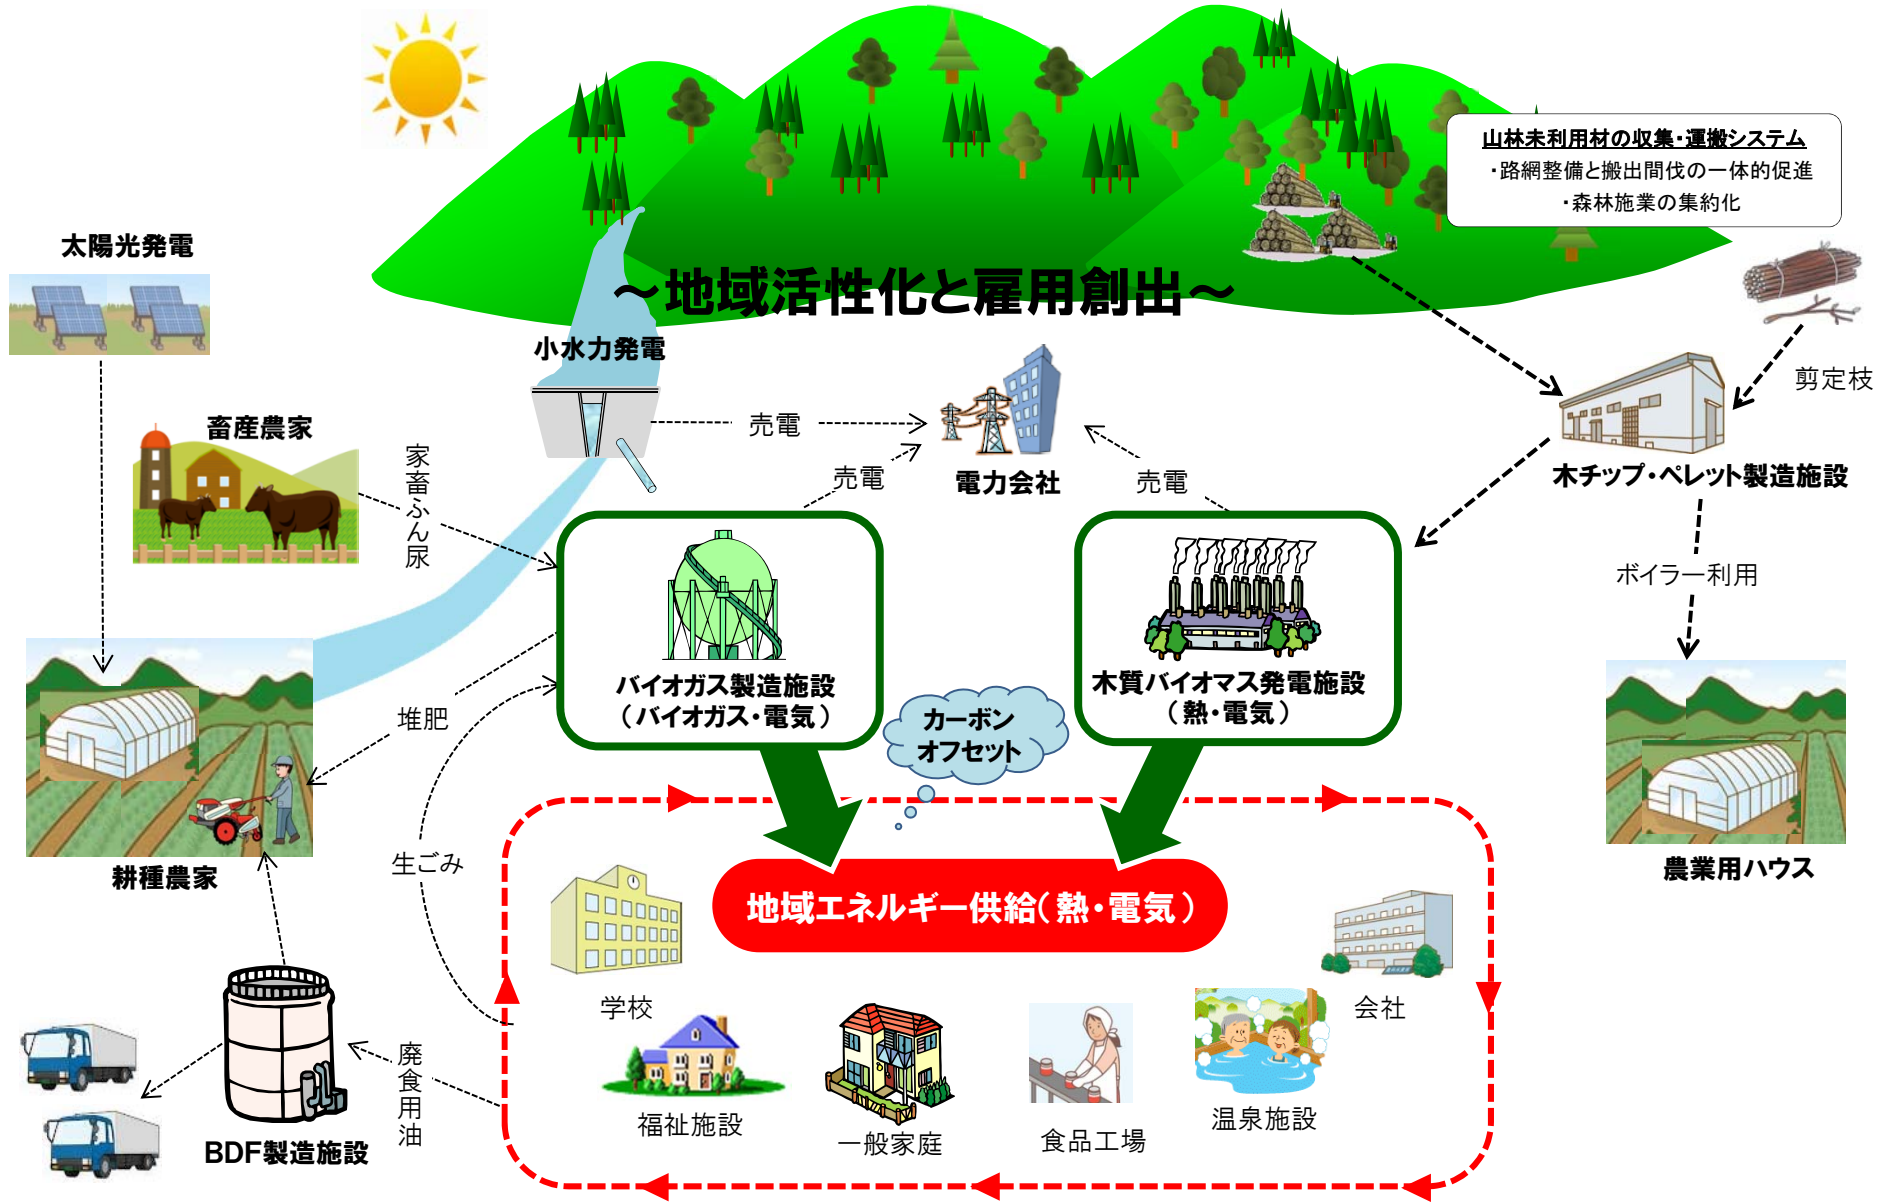 山林未利用材の収集・運搬システム
・路網整備と搬出間伐の一体的促進
・森林施業の集約化
太陽光発電
～地域活性化と雇用創出～
小水力発電
剪定枝
畜産農家
売電
家畜ふん尿
売電
電力会社
売電
木チップ・ペレット製造施設
ボイラー利用
バイオガス製造施設
（バイオガス・電気）
木質バイオマス発電施設
（熱・電気）
カーボン
オフセット
堆肥
生ごみ
耕種農家
農業用ハウス
地域エネルギー供給（熱・電気）
学校
会社
廃食用油
福祉施設
一般家庭
食品工場
温泉施設
BDF製造施設